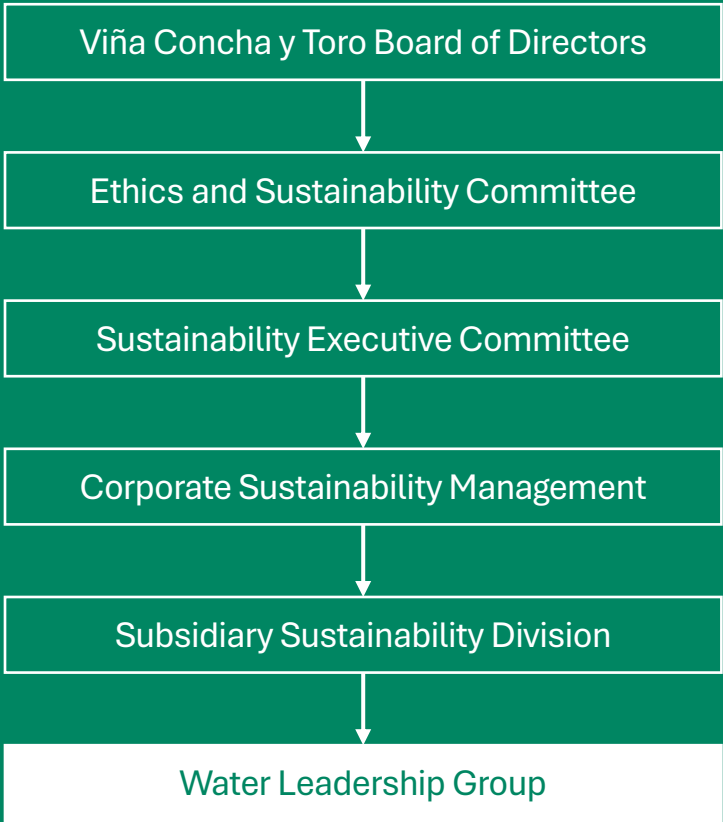 Viña Concha y Toro Board of Directors
Ethics and Sustainability Committee
Sustainability Executive Committee
Corporate Sustainability Management
Subsidiary Sustainability Division
Water Leadership Group